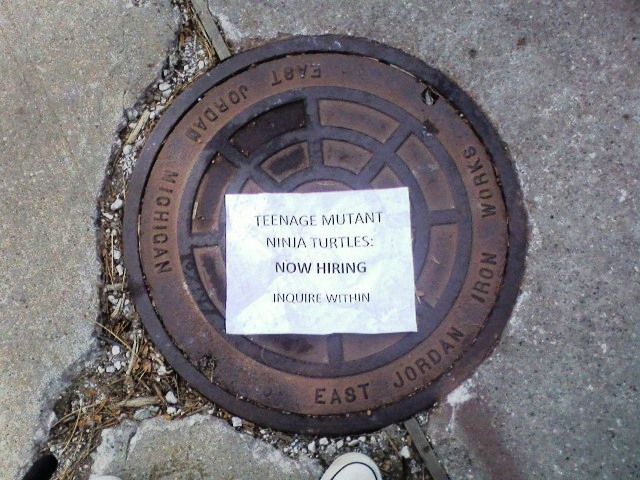 TEENAGE MUTANT
NINJA TURTLES:
NOW HIRING
INQUIRE WITHIN
EAST JORDAN IRON WORKS
EAST JORDAN MICHIGAN